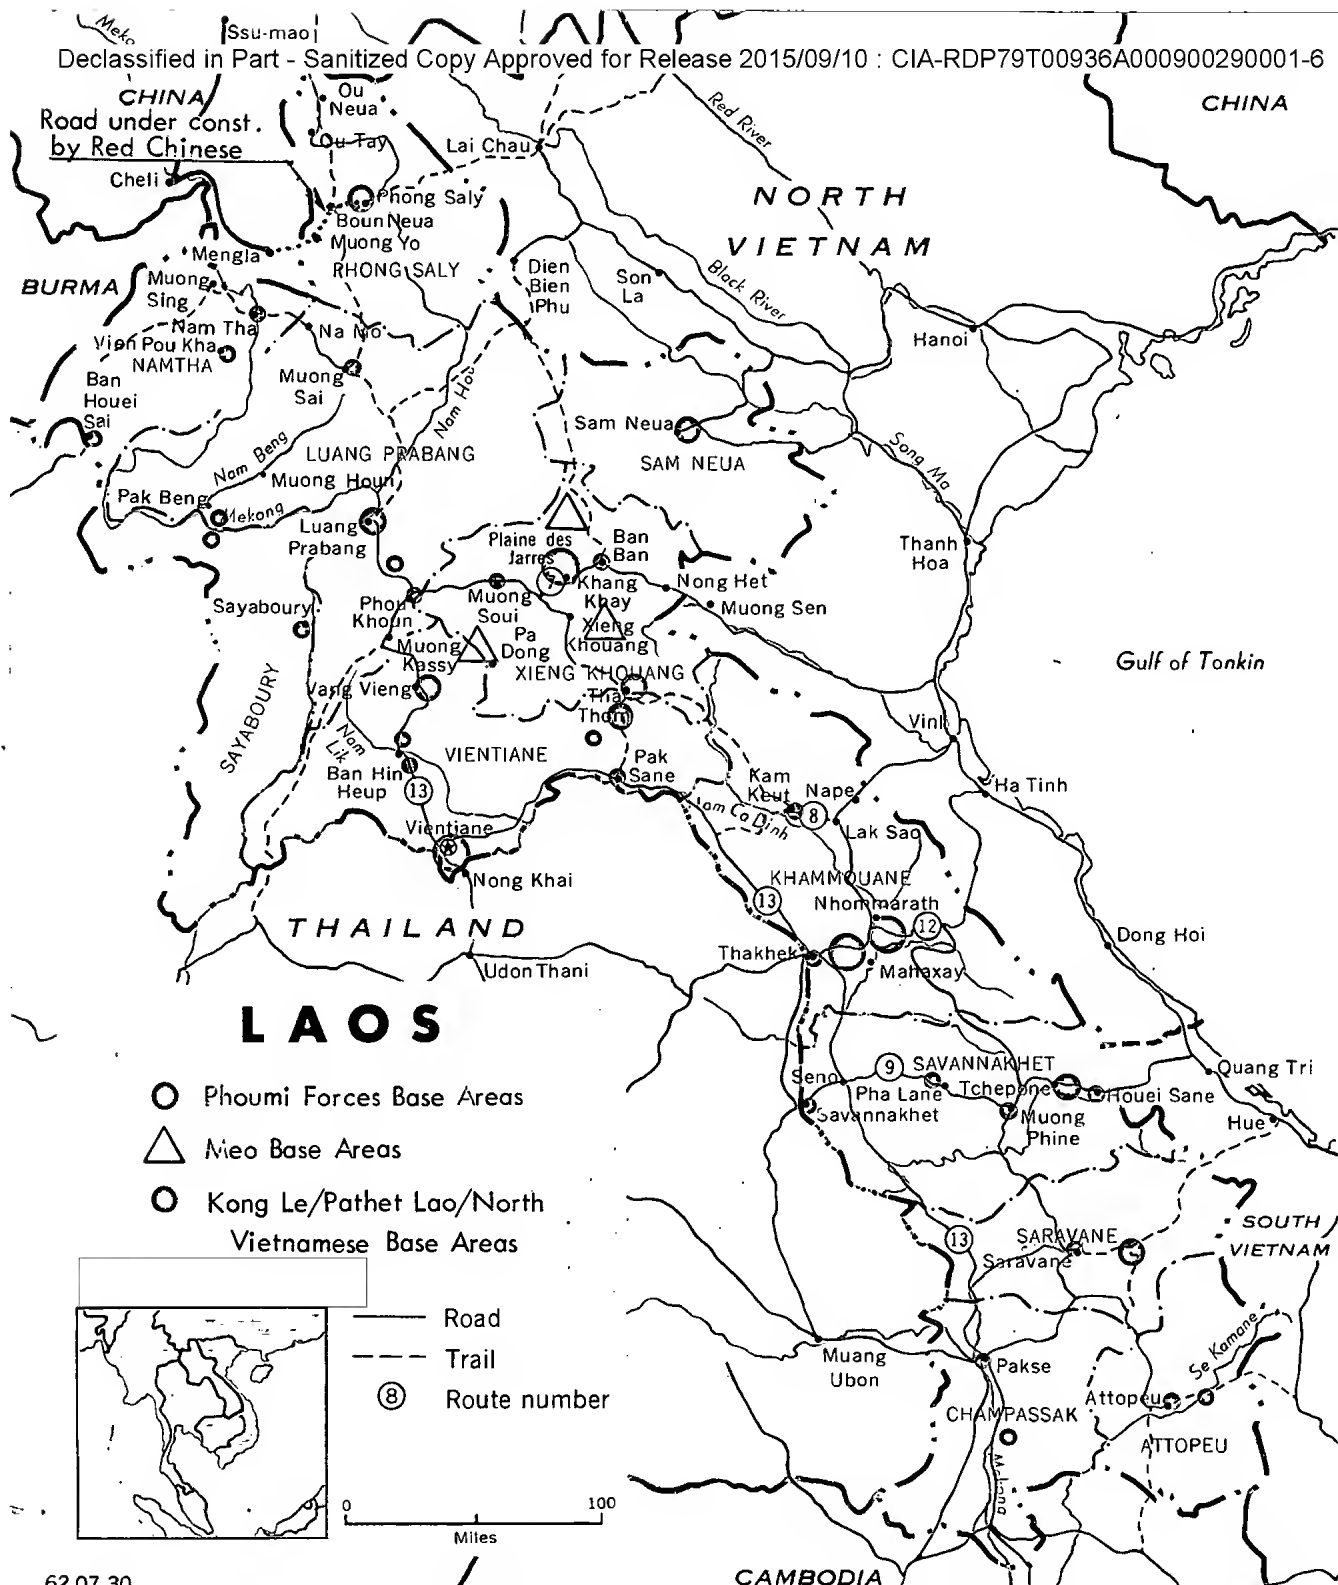 Ssu-mao
Declassified in Part - Sanitized Copy Approved for Release 2015/09/10 : CIA-RDP79T00936A000900290001-6
CHINA
Road under const.
by Red Chinese
Cheli
Ou
Neua
Ou Tay
Lai Chau
Red River
CHINA
Phong Saly
Boun Neua
Muong Yo
PHONG SALY
NORTH
VIETNAM
Mengla
BURMA
Muong
Sing
Nam Tha
Vien Pou Kha
NAMTHA
Ban
Houei
Sai
Na Mo
Muong
Sai
Dien
Bien
Phu
Son
La
Black River
Hanoi
Nam Hou
Sam Neua
SAM NEUA
Song Ma
LUANG PRABANG
Nam Beng
Muong Houn
Pak Beng
Mekong
Luang
Prabang
Plaine des
Jarres
7
Ban
Ban
Thanh
Hoa
Khang
Khay
Nong Het
Muong Sen
Sayaboury
Phou
Khoun
Muong
Soui
Xieng
Khouang
Muong
Kassy
Pa
Dong
XIENG KHOUANG
Gulf of Tonkin
SAYABOURY
Vang Vieng
Tha
Thom
Vinh
Nam
Lik
VIENTIANE
Ban Hin
Heup
13
Pak
Sane
Kam
Keut
Nape
8
Ha Tinh
Lak Sao
Vientiane
Nong Khai
KHAMMOUANE
13
Nhommarath
12
THAILAND
Thakhek
Mahaxay
Dong Hoi
Udon Thani
LAOS
Phoumi Forces Base Areas
Meo Base Areas
Kong Le/Pathet Lao/North
Vietnamese Base Areas
Seno
9
SAVANNAKHET
Pha Lane
Tchepone
Savannakhet
Houei Sane
Muong
Phine
Quang Tri
Hue
SOUTH
VIETNAM
13
SARAVANE
Saravane
Road
Trail
8
Route number
Muang
Ubon
Pakse
Se Kamane
Attopeu
CHAMPASSAK
ATTOPEU
Mekong
0
100
Miles
CAMBODIA
62 07 30